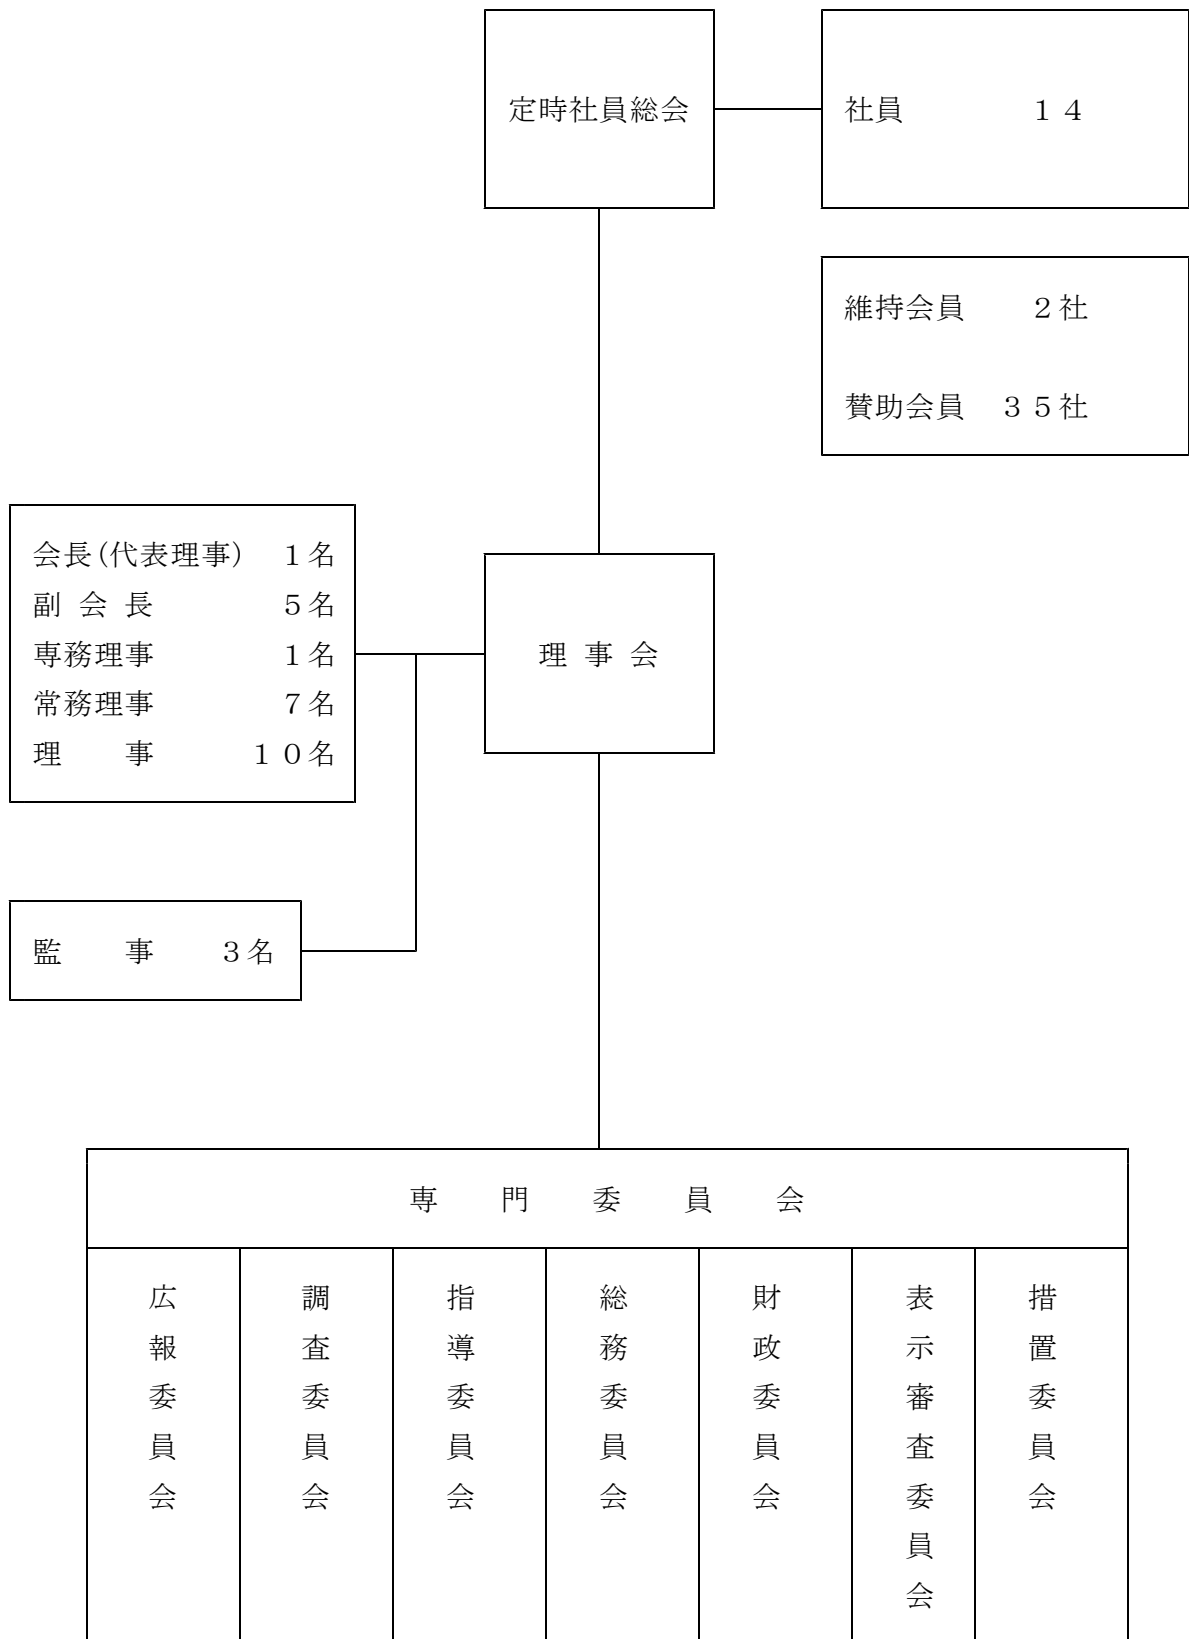 定時社員総会
社員 １４
維持会員 ２社
賛助会員 ３５社
会長(代表理事) １名
副会長 ５名
専務理事 １名
常務理事 ７名
理事 １０名
理事会
監事 ３名
専門委員会
広報委員会
調査委員会
指導委員会
総務委員会
財政委員会
表示審査委員会
措置委員会